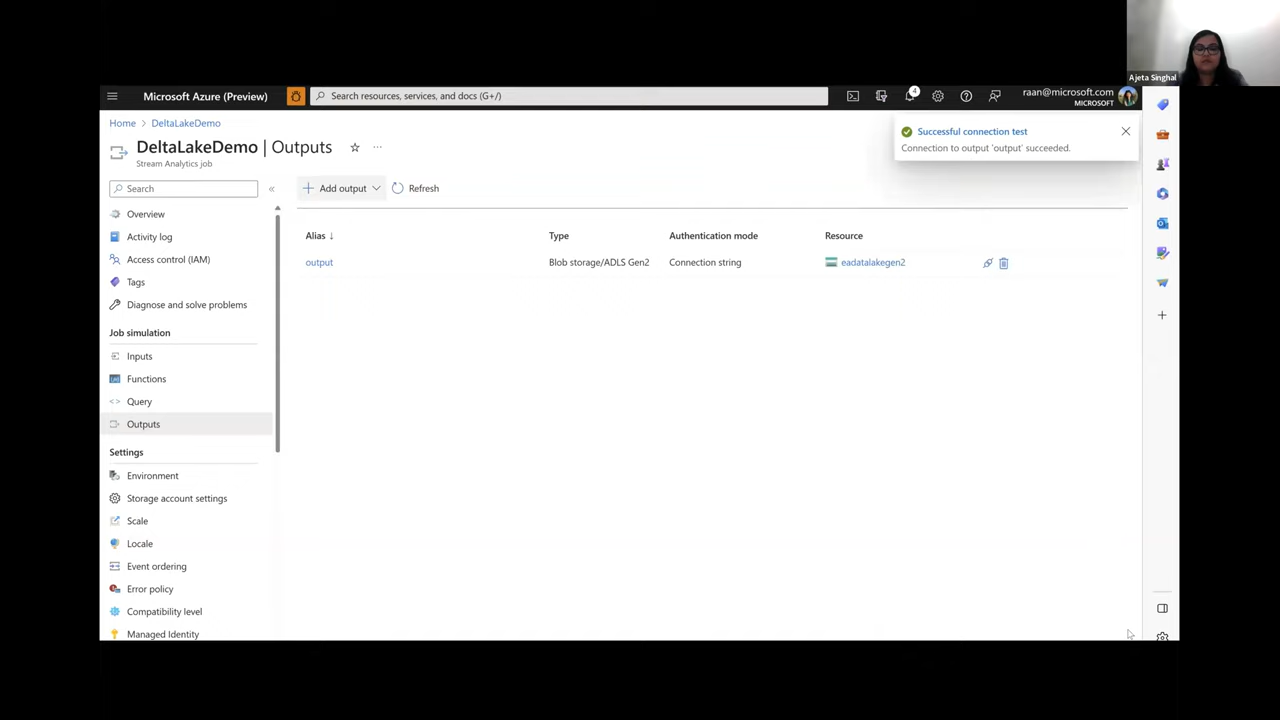 Ajeta Singhal
Microsoft Azure (Preview)
Search resources, services, and docs (G+/)
4
raan@microsoft.com
MICROSOFT
Home > DeltaLakeDemo
DeltaLakeDemo | Outputs
Stream Analytics job
Successful connection test
Connection to output 'output' succeeded.
Search
Add output
Refresh
Overview
Activity log
Access control (IAM)
Tags
Diagnose and solve problems
Job simulation
Inputs
Functions
Query
Outputs
Settings
Environment
Storage account settings
Scale
Locale
Event ordering
Error policy
Compatibility level
Managed Identity
Alias ↓ Type Authentication mode Resource
output Blob storage/ADLS Gen2 Connection string eadatalakegen2